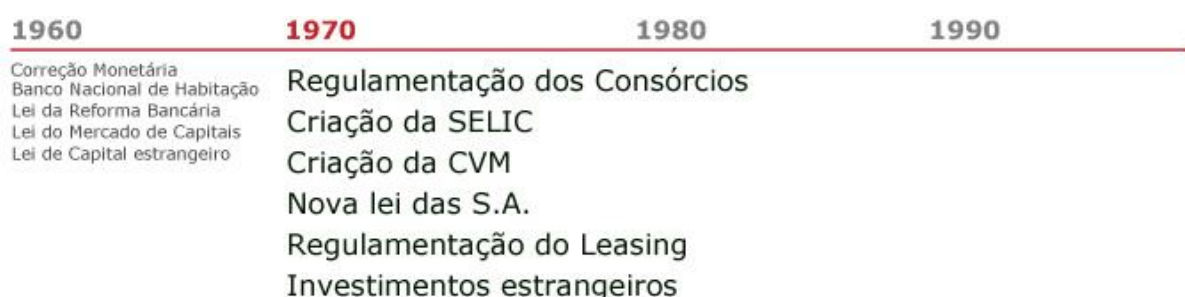 1960 1970 1980 1990
Correção Monetária
Banco Nacional de Habitação
Lei da Reforma Bancária
Lei do Mercado de Capitais
Lei de Capital estrangeiro
Regulamentação dos Consórcios
Criação da SELIC
Criação da CVM
Nova lei das S.A.
Regulamentação do Leasing
Investimentos estrangeiros